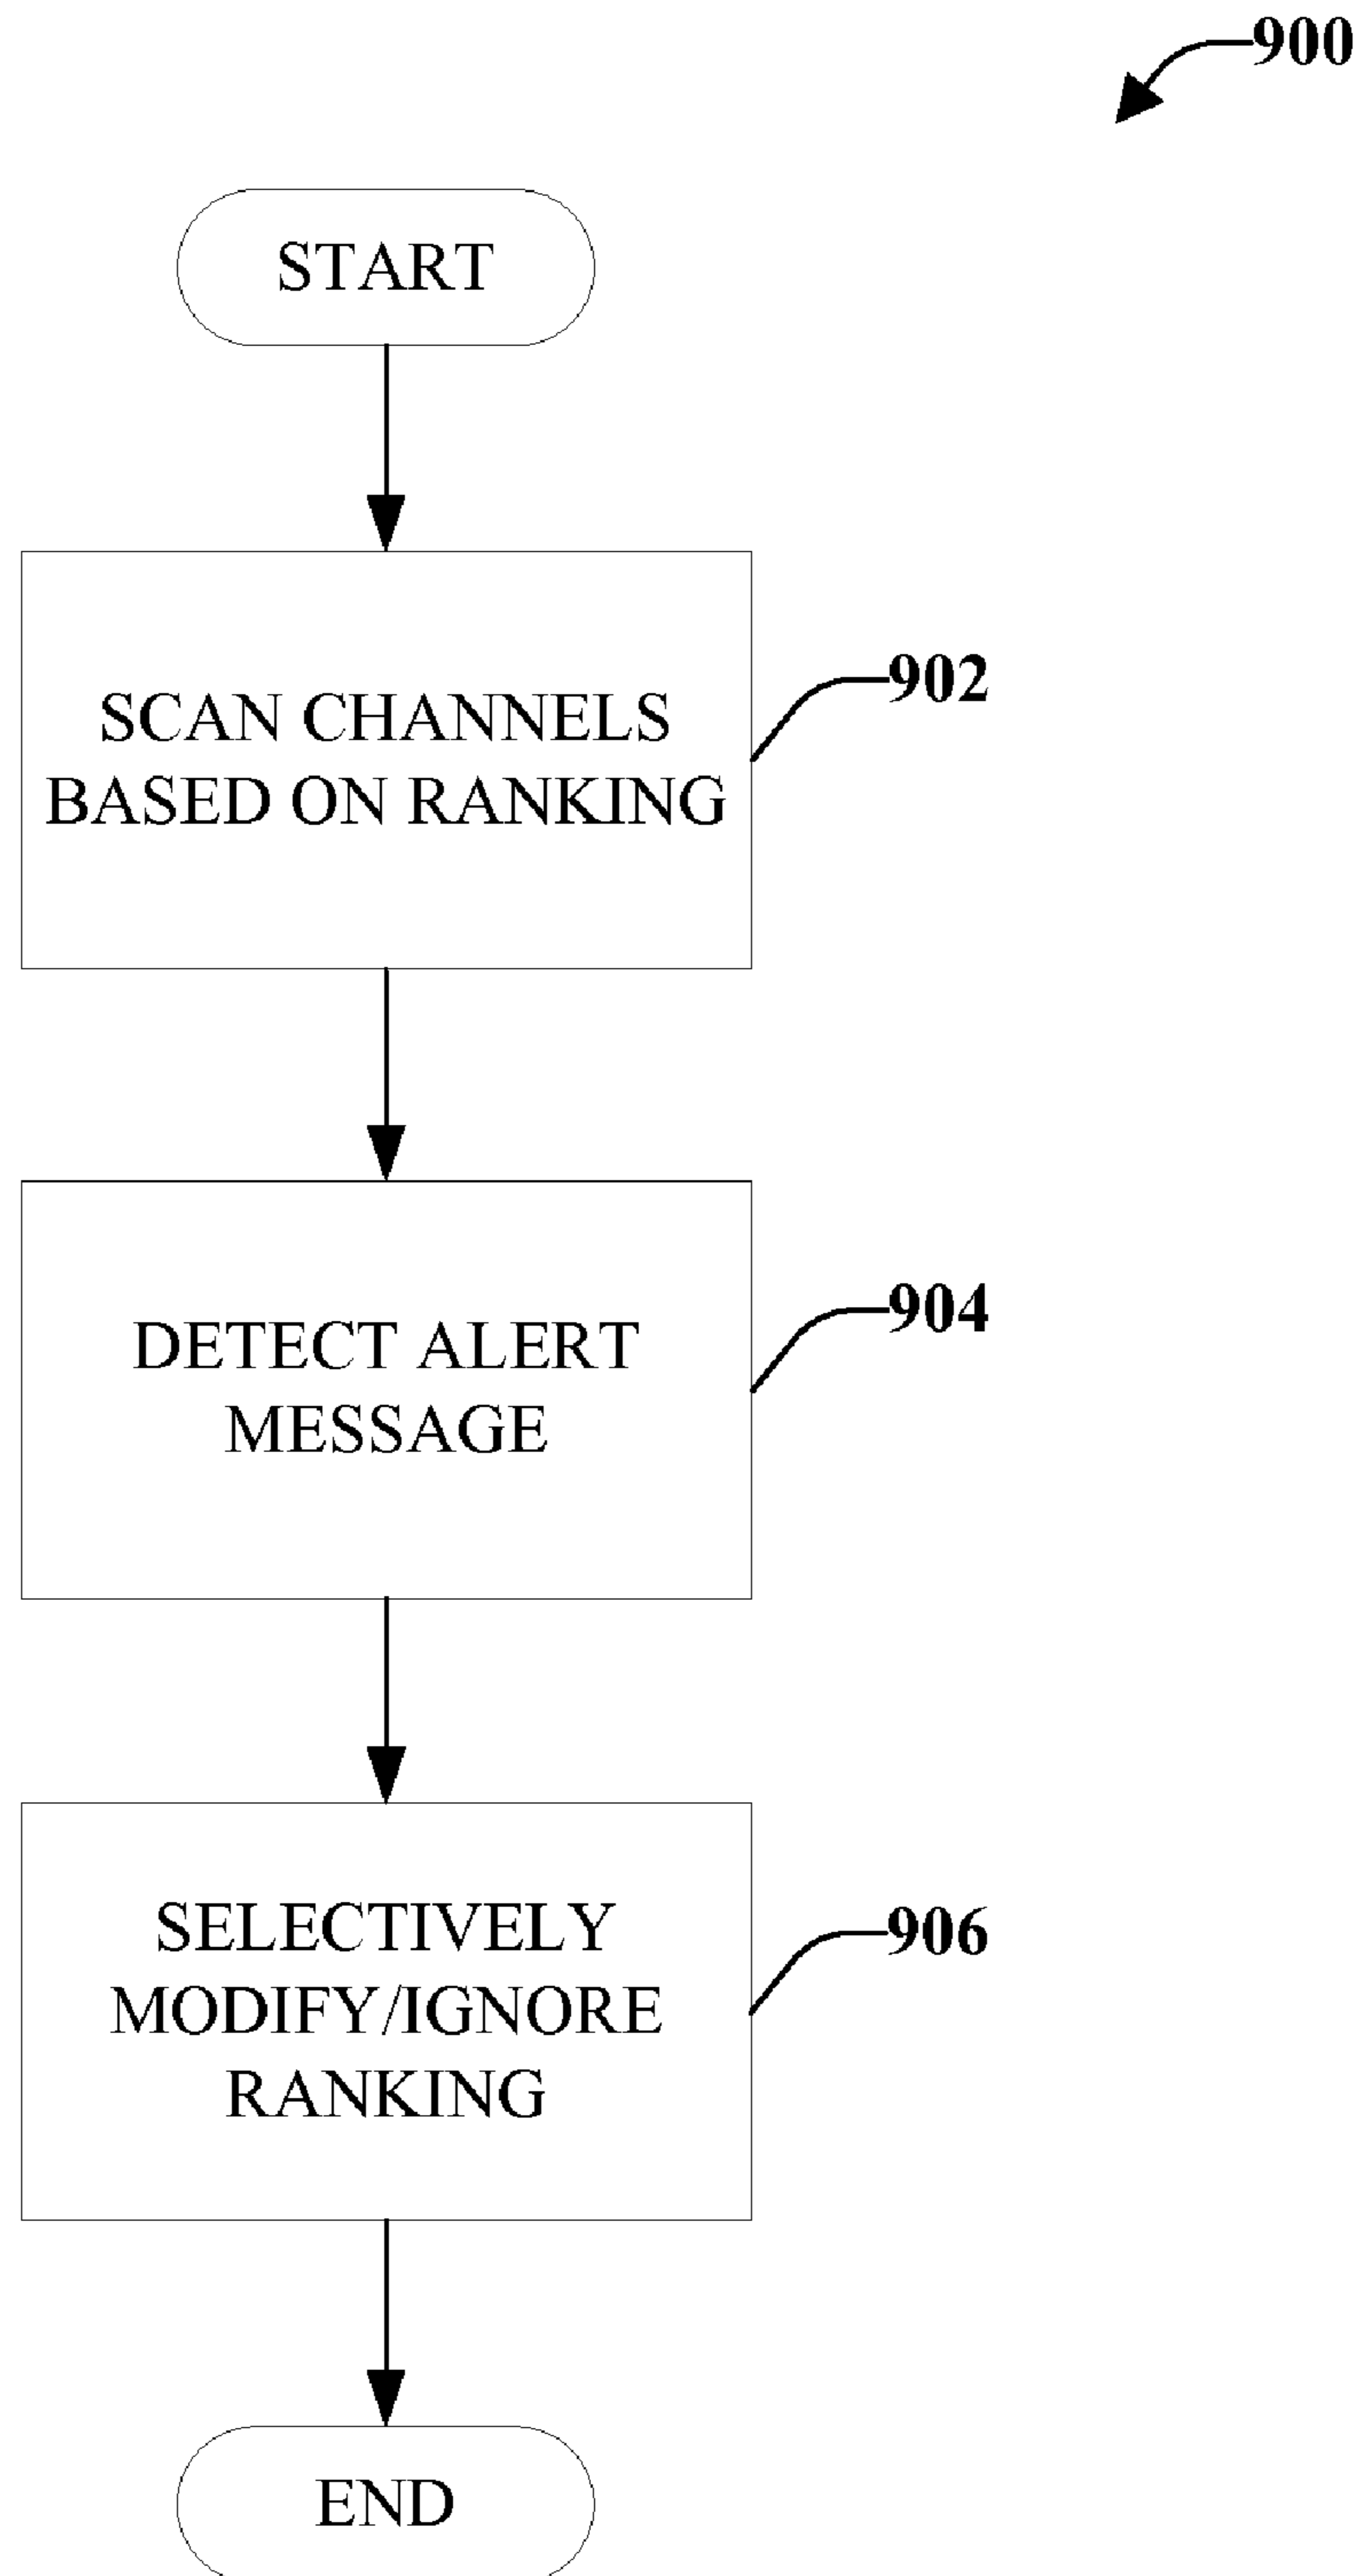 900
START
SCAN CHANNELS
BASED ON RANKING
902
DETECT ALERT
MESSAGE
904
SELECTIVELY
MODIFY/IGNORE
RANKING
906
END